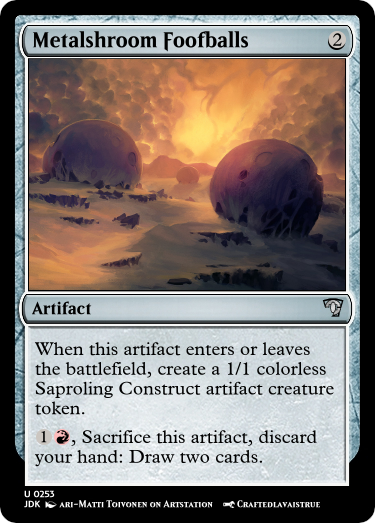 Metalshroom Foofballs 2
Artifact
When this artifact enters or leaves
the battlefield, create a 1/1 colorless
Saproling Construct artifact creature
token.
1 , Sacrifice this artifact, discard
your hand: Draw two cards.
U 0253
JDK ari-Matti Toivonen on Artstation Craftedlavaistrue